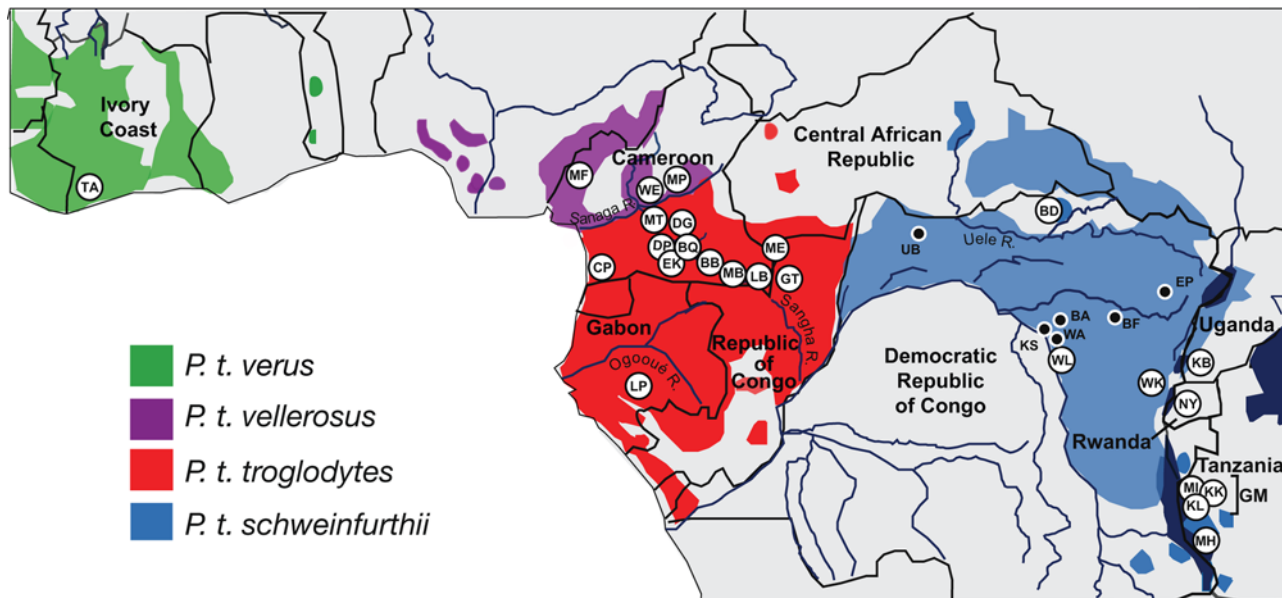 Ivory
Coast
TA
MF
Cameroon
WE
MP
Sanaga R.
MT
DG
DP
BQ
EK
BB
MB
LB
ME
GT
CP
Central African
Republic
BD
UB
Uele R.
EP
Gabon
Ogooué R.
LP
Republic
of
Congo
Sangha R.
Democratic
Republic
of Congo
KS
BA
WA
BF
WL
Uganda
KB
WK
NY
Rwanda
Tanzania
MI
KK
GM
KL
MH
P. t. verus
P. t. vellerosus
P. t. troglodytes
P. t. schweinfurthii